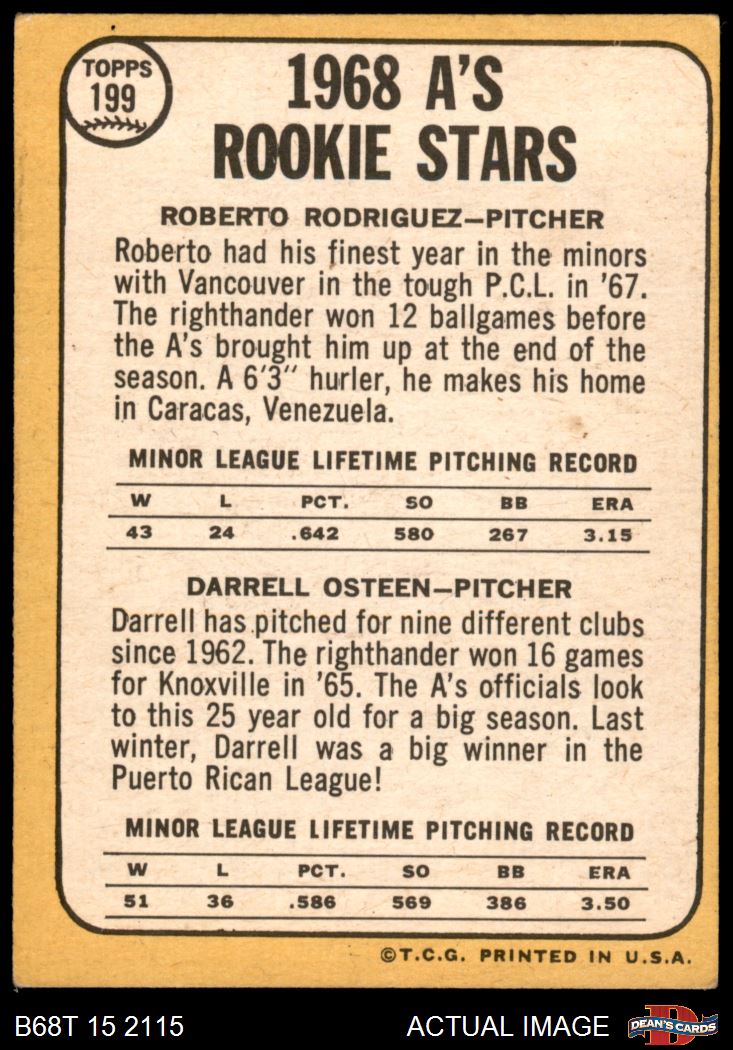 TOPPS
199
1968 A'S
ROOKIE STARS
ROBERTO RODRIGUEZ—PITCHER
Roberto had his finest year in the minors
with Vancouver in the tough P.C.L. in '67.
The righthander won 12 ballgames before
the A's brought him up at the end of the
season. A 6'3" hurler, he makes his home
in Caracas, Venezuela.
MINOR LEAGUE LIFETIME PITCHING RECORD
W L PCT. SO BB ERA
43 24 .642 580 267 3.15
DARRELL OSTEEN—PITCHER
Darrell has pitched for nine different clubs
since 1962. The righthander won 16 games
for Knoxville in '65. The A's officials look
to this 25 year old for a big season. Last
winter, Darrell was a big winner in the
Puerto Rican League!
MINOR LEAGUE LIFETIME PITCHING RECORD
W L PCT. SO BB ERA
51 36 .586 569 386 3.50
©T.C.G. PRINTED IN U.S.A.
B68T 15 2115 ACTUAL IMAGE DEAN'S CARDS